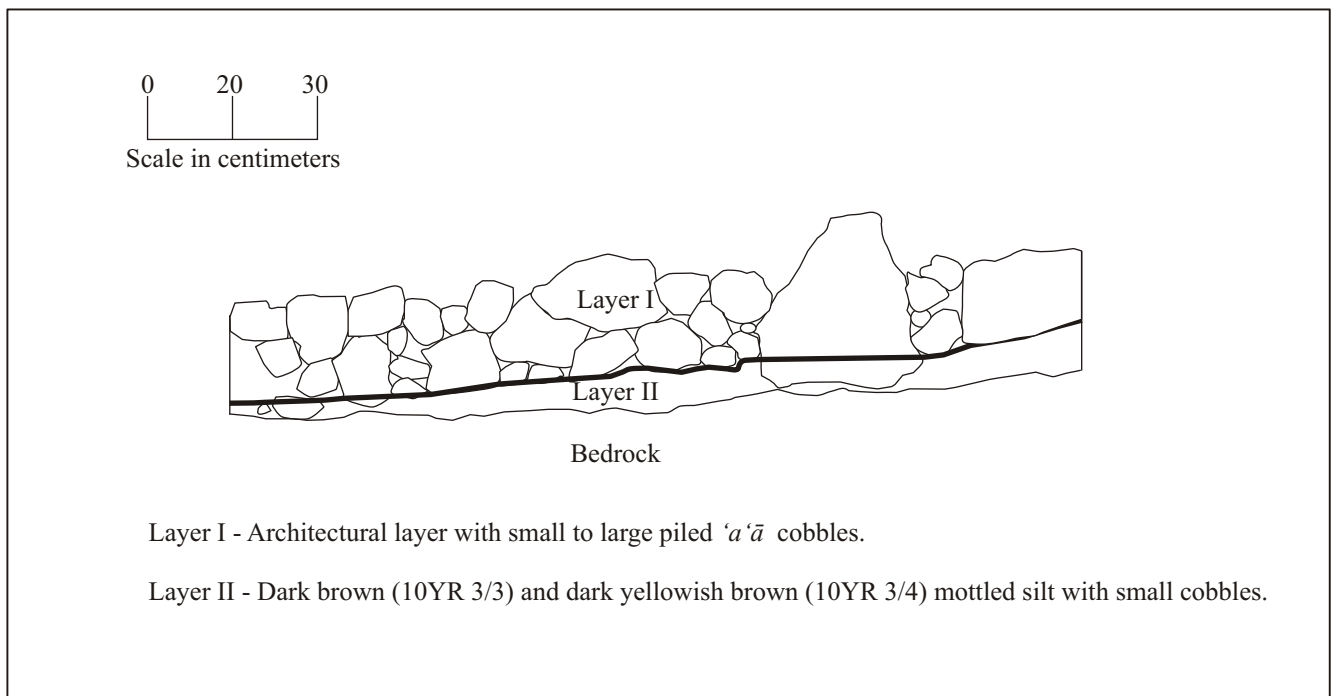 0 20 30
Scale in centimeters
Layer I
Layer II
Bedrock
Layer I - Architectural layer with small to large piled ‘a‘ā cobbles.
Layer II - Dark brown (10YR 3/3) and dark yellowish brown (10YR 3/4) mottled silt with small cobbles.